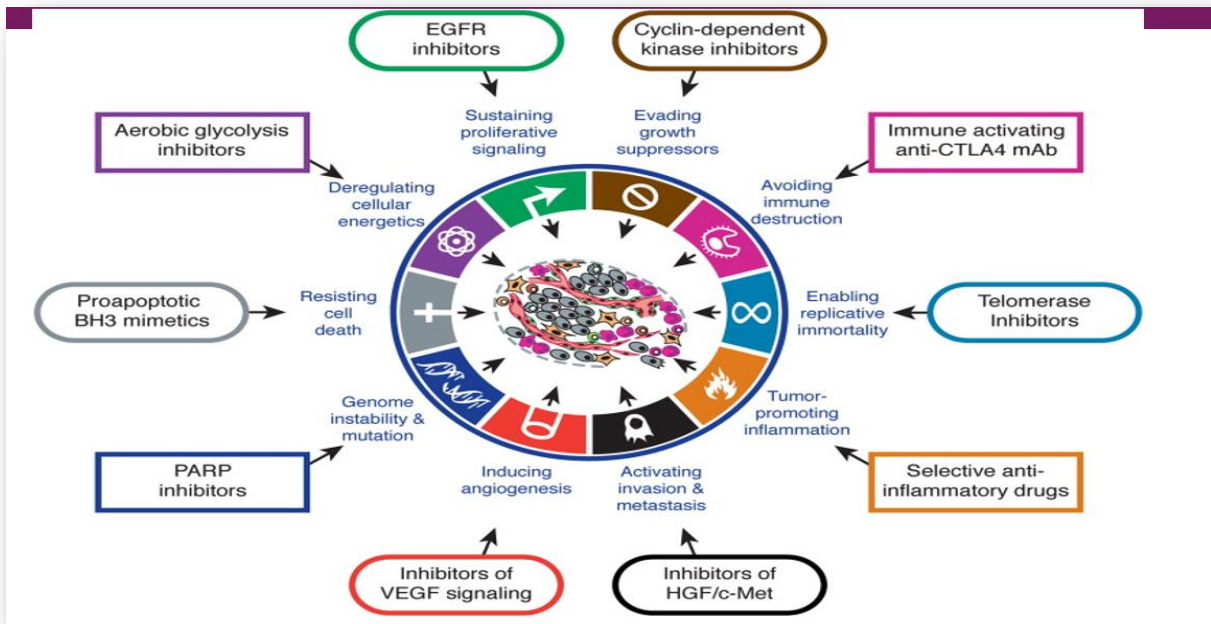 EGFR
inhibitors
Cyclin-dependent
kinase inhibitors
Sustaining
proliferative
signaling
Evading
growth
suppressors
Aerobic glycolysis
inhibitors
Immune activating
anti-CTLA4 mAb
Deregulating
cellular
energetics
Avoiding
immune
destruction
Proapoptotic
BH3 mimetics
Resisting
cell
death
Enabling
replicative
immortality
Telomerase
Inhibitors
Genome
instability &
mutation
Tumor-
promoting
inflammation
PARP
inhibitors
Inducing
angiogenesis
Activating
invasion &
metastasis
Selective anti-
inflammatory drugs
Inhibitors of
VEGF signaling
Inhibitors of
HGF/c-Met